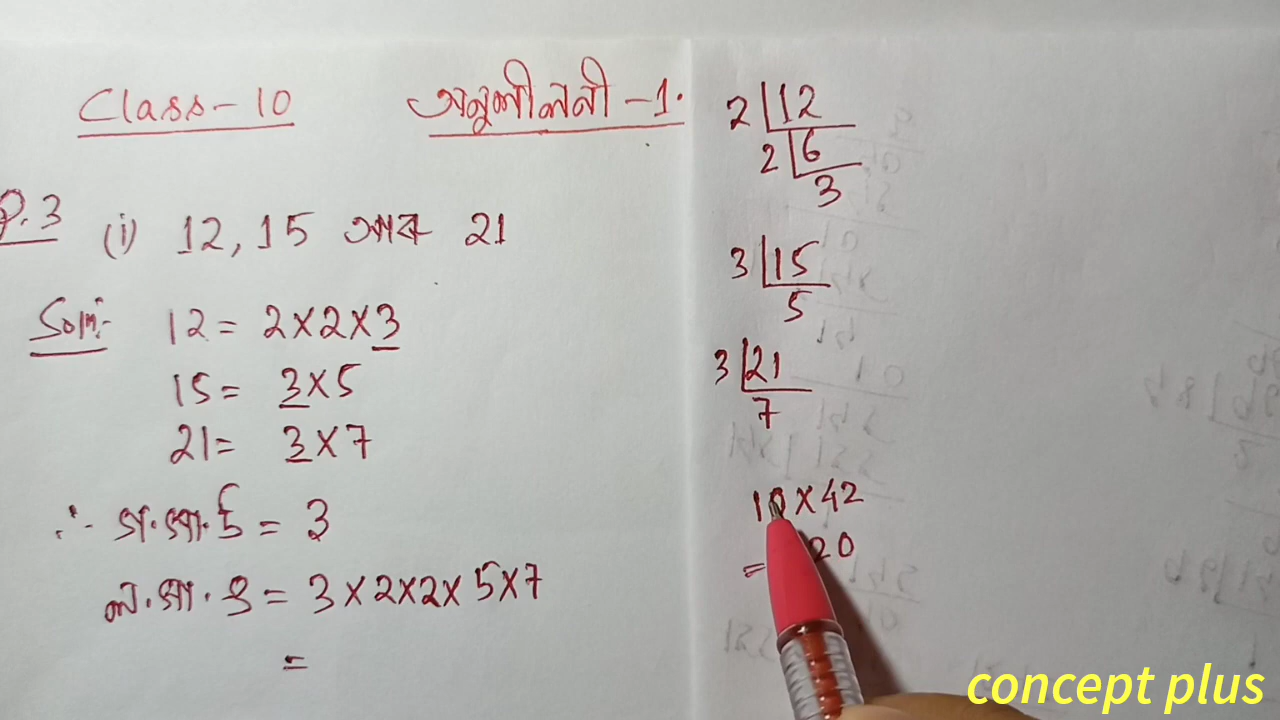 Class-10 অনুশীলনী-1.
P.3 (i) 12, 15 আৰু 21
Soln:- 12 = 2×2×3
15 = 3×5
21 = 3×7
∴ গ.সা.উ = 3
ল.সা.গু = 3×2×2×5×7
=
2 12
2 6
3
3 15
5
3 21
7
10×42
= 20
concept plus